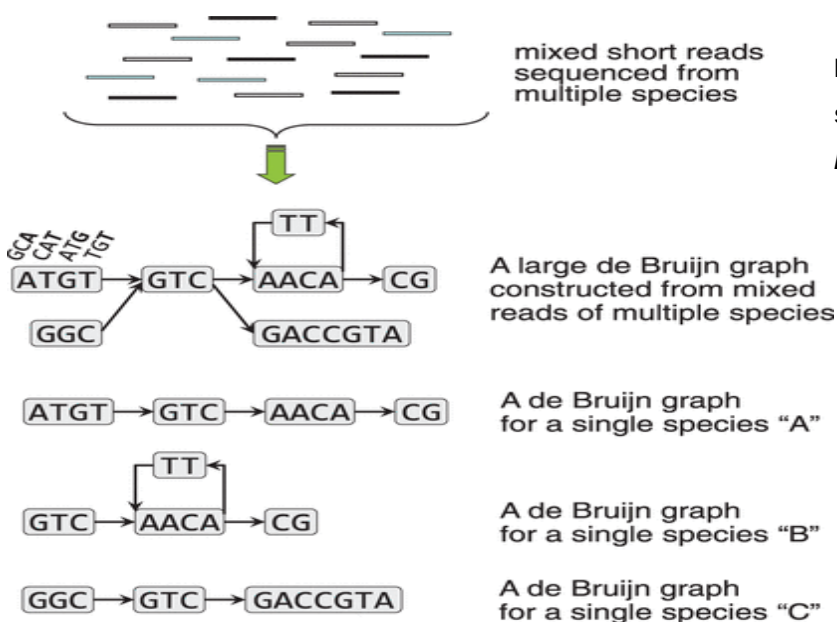 mixed short reads
sequenced from
multiple species
TT
GCA CAT ATG TGT
ATGT GTC AACA CG
GGC GACCGTA
A large de Bruijn graph
constructed from mixed
reads of multiple species
ATGT GTC AACA CG
A de Bruijn graph
for a single species “A”
TT
GTC AACA CG
A de Bruijn graph
for a single species “B”
GGC GTC GACCGTA
A de Bruijn graph
for a single species “C”